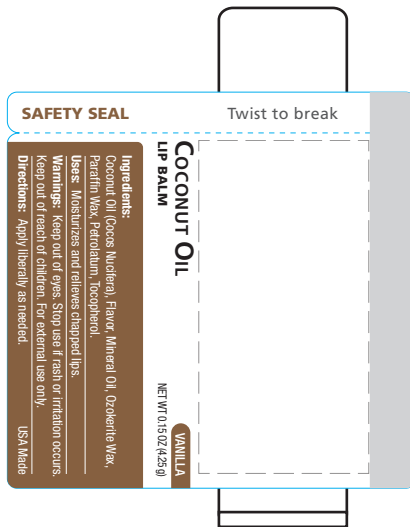 SAFETY SEAL
Twist to break
COCONUT OIL
LIP BALM
VANILLA
NET WT 0.15 OZ (4.25 g)
Ingredients:
Coconut Oil (Cocos Nucifera), Flavor, Mineral Oil, Ozokerite Wax,
Paraffin Wax, Petrolatum, Tocopherol.
Uses: Moisturizes and relieves chapped lips.
Warnings: Keep out of eyes. Stop use if rash or irritation occurs.
Keep out of reach of children. For external use only.
Directions: Apply liberally as needed.
USA Made